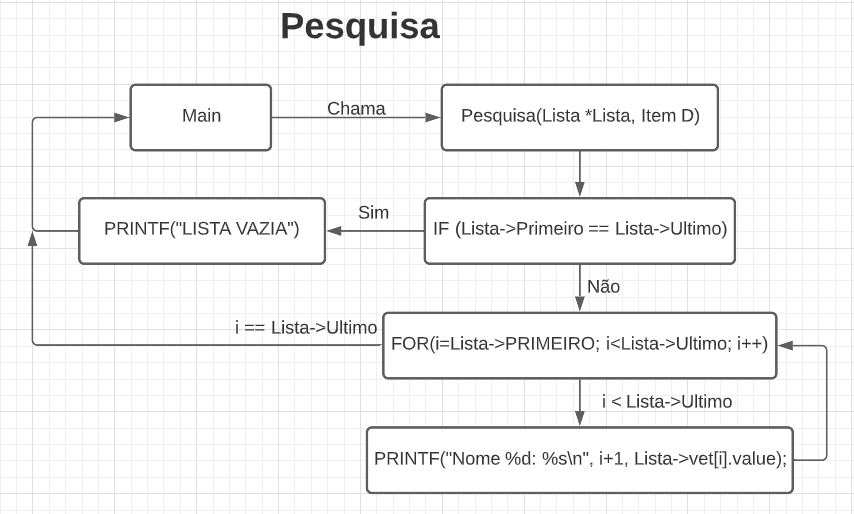 Pesquisa
Main
Chama
Pesquisa(Lista *Lista, Item D)
PRINTF("LISTA VAZIA")
Sim
IF (Lista->Primeiro == Lista->Ultimo)
Não
i == Lista->Ultimo
FOR(i=Lista->PRIMEIRO; i<Lista->Ultimo; i++)
i < Lista->Ultimo
PRINTF("Nome %d: %s\n", i+1, Lista->vet[i].value);